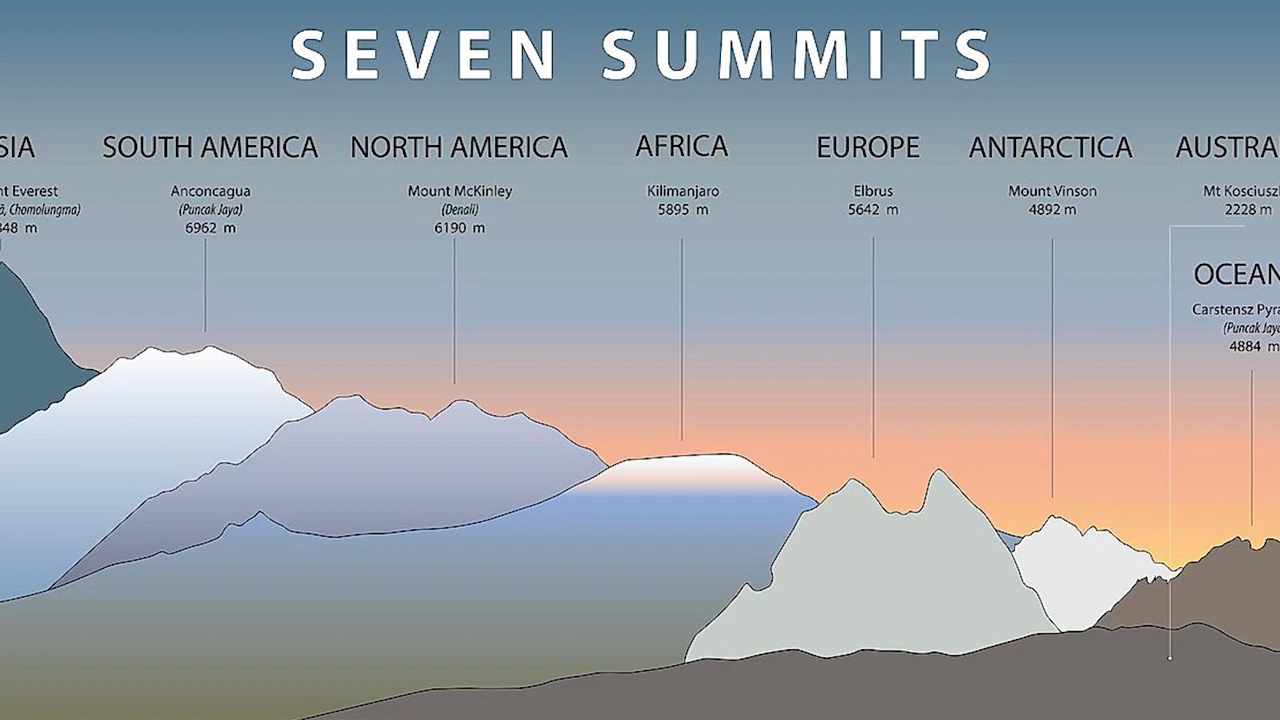 SEVEN SUMMITS
SIA
nt Everest
Chomolungma)
848 m
SOUTH AMERICA
Anconcagua
(Puncak Jaya)
6962 m
NORTH AMERICA
Mount McKinley
(Denali)
6190 m
AFRICA
Kilimanjaro
5895 m
EUROPE
Elbrus
5642 m
ANTARCTICA
Mount Vinson
4892 m
AUSTRA
Mt Kosciusz
2228 m
OCEAN
Carstensz Pyra
(Puncak Jaya
4884 m